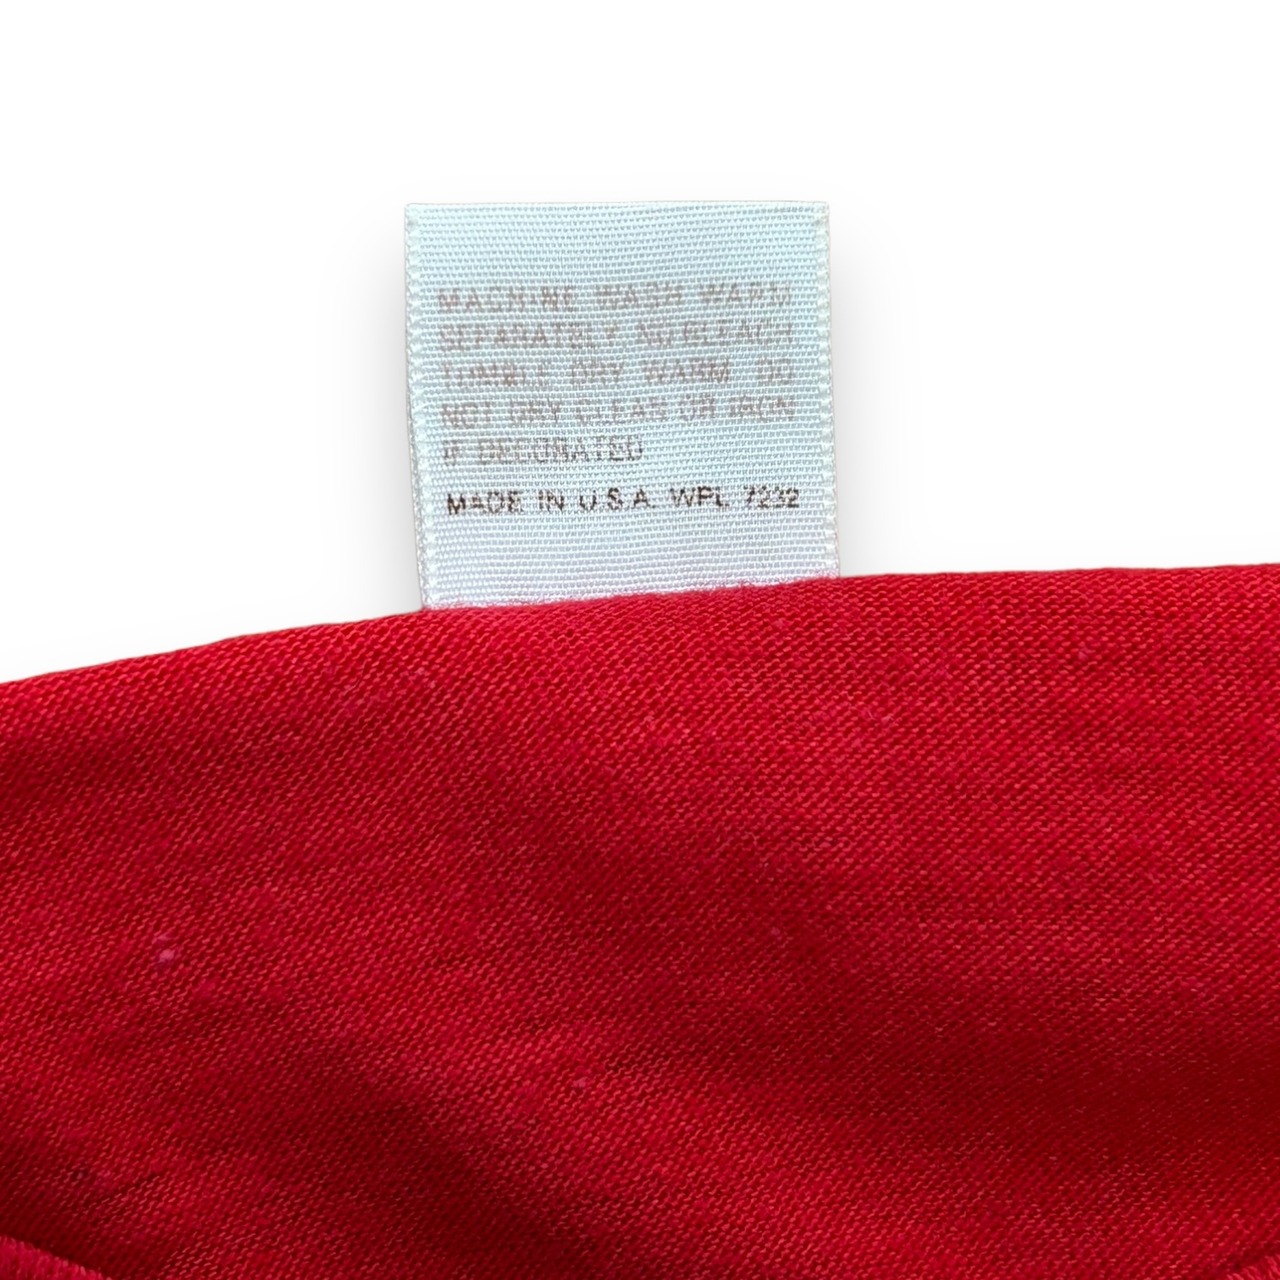 MACHINE WASH WARM
SEPARATELY NO BLEACH
TUMBLE DRY WARM DO
NOT DRY CLEAN OR IRON
IF DECORATED
MADE IN U.S.A. WPL 7232